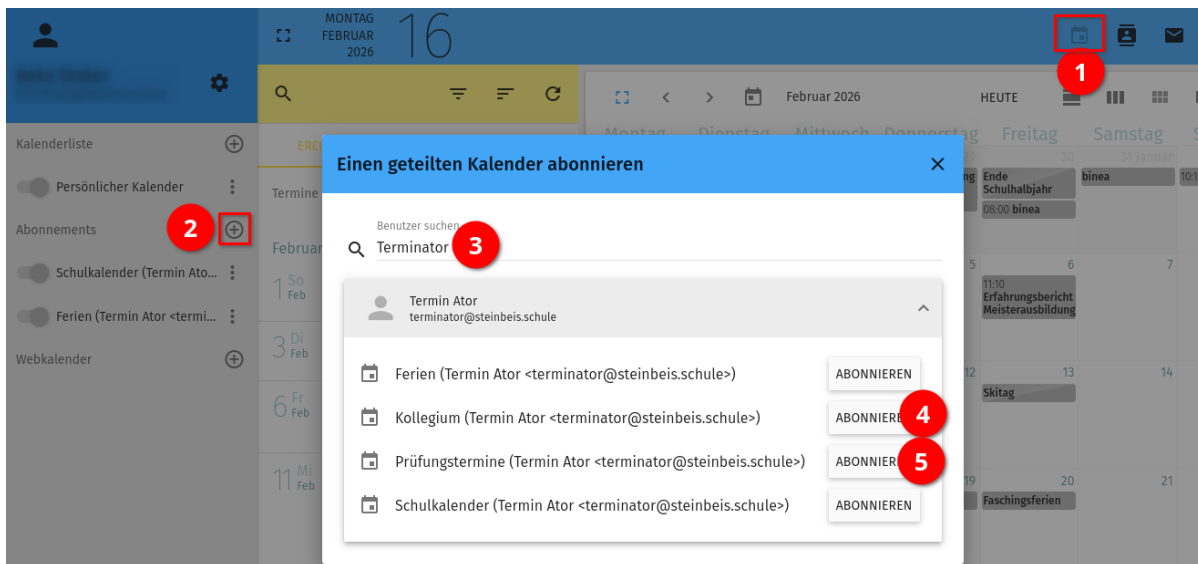 MONTAG
FEBRUAR
2026
16
1
Februar 2026
HEUTE
Kalenderliste
Persönlicher Kalender
Abonnements
2
Schulkalender (Termin Ato...
Ferien (Termin Ator <termi...
Webkalender
Termine
Februar
1 So
Feb
3 Di
Feb
6 Fr
Feb
11 Mi
Feb
Einen geteilten Kalender abonnieren
Benutzer suchen
Terminator
3
Termin Ator
terminator@steinbeis.schule
Ferien (Termin Ator <terminator@steinbeis.schule>)
ABONNIEREN
Kollegium (Termin Ator <terminator@steinbeis.schule>)
4
Prüfungstermine (Termin Ator <terminator@steinbeis.schule>)
5
Schulkalender (Termin Ator <terminator@steinbeis.schule>)
ABONNIEREN
Montag Dienstag Mittwoch Donnerstag Freitag Samstag
29 30 31 Januar
Ende
Schulhalbjahr
binea
08:00 binea
5 6 7
11:10
Erfahrungsbericht
Meisterausbildung
12 13 14
Skitag
19 20 21
Faschingsferien